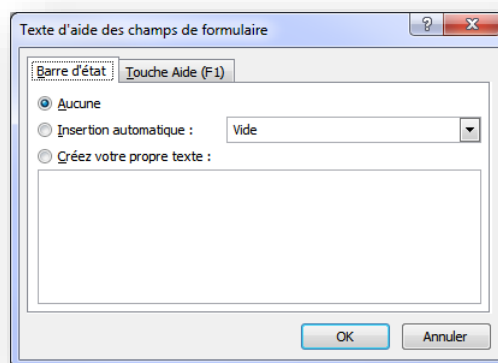 Texte d'aide des champs de formulaire
Barre d'état Touche Aide (F1)
Aucune
Insertion automatique : Vide
Créez votre propre texte :
OK Annuler